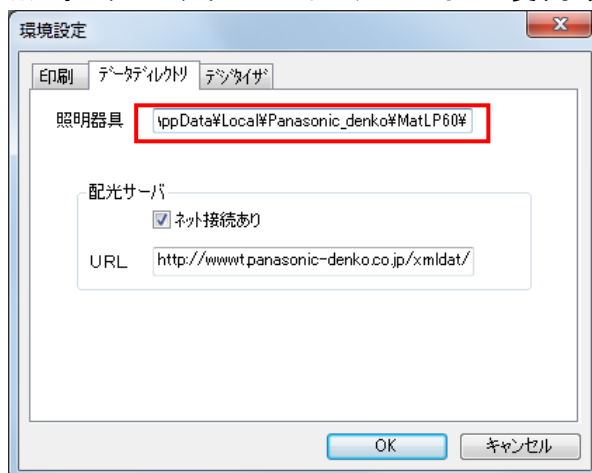 環境設定
印刷 ﾃﾞｰﾀﾃﾞｨﾚｸﾄﾘ ﾃﾞｼﾞﾀｲｻﾞ
照明器具 \ppData¥Local¥Panasonic_denko¥MatLP60¥
配光サーバ
ネット接続あり
URL http://wwwt.panasonic-denko.co.jp/xmldat/
OK キャンセル